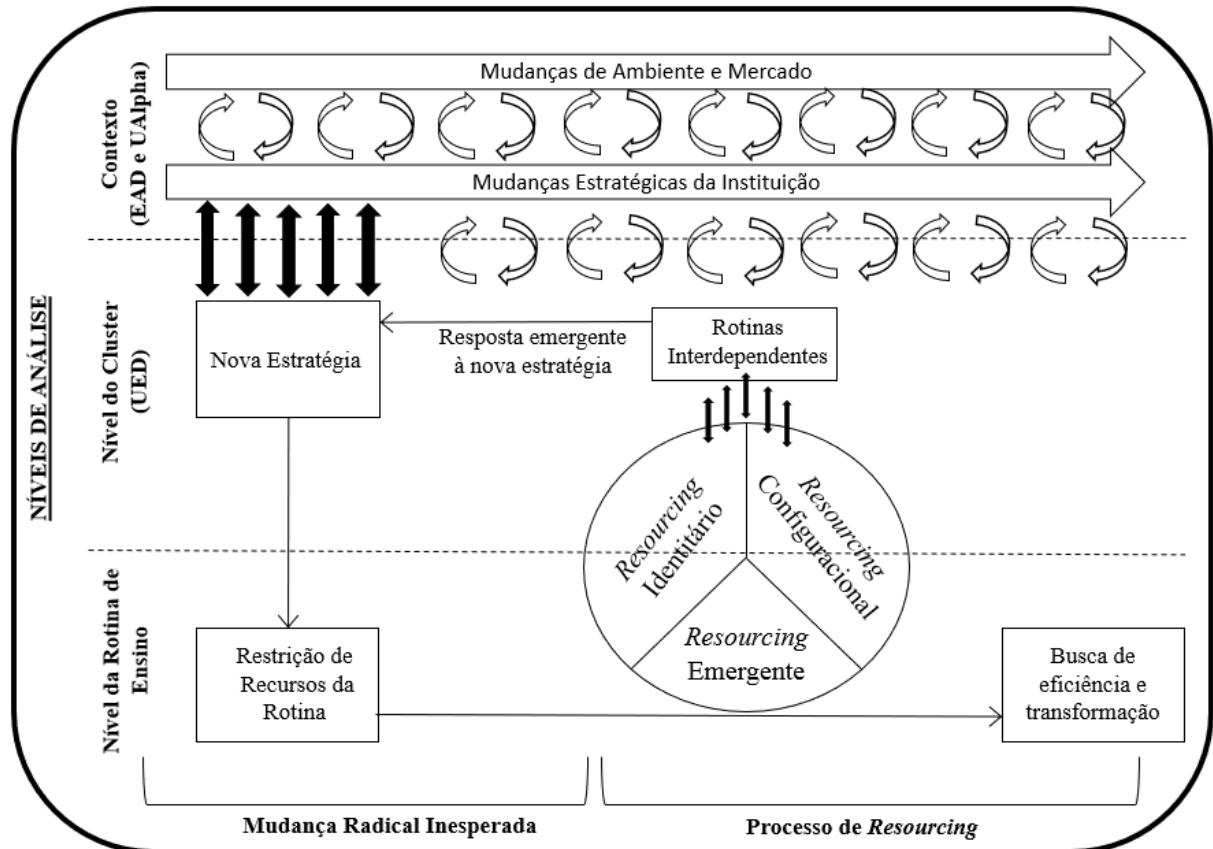 NÍVEIS DE ANÁLISE
Contexto
(EAD e UAlpha)
Mudanças de Ambiente e Mercado
Mudanças Estratégicas da Instituição
Nível do Cluster
(UED)
Nova Estratégia
Resposta emergente
à nova estratégia
Rotinas
Interdependentes
Resourcing
Identitário
Resourcing
Configuracional
Resourcing
Emergente
Nível da Rotina de
Ensino
Restrição de
Recursos da
Rotina
Busca de
eficiência e
transformação
Mudança Radical Inesperada
Processo de Resourcing